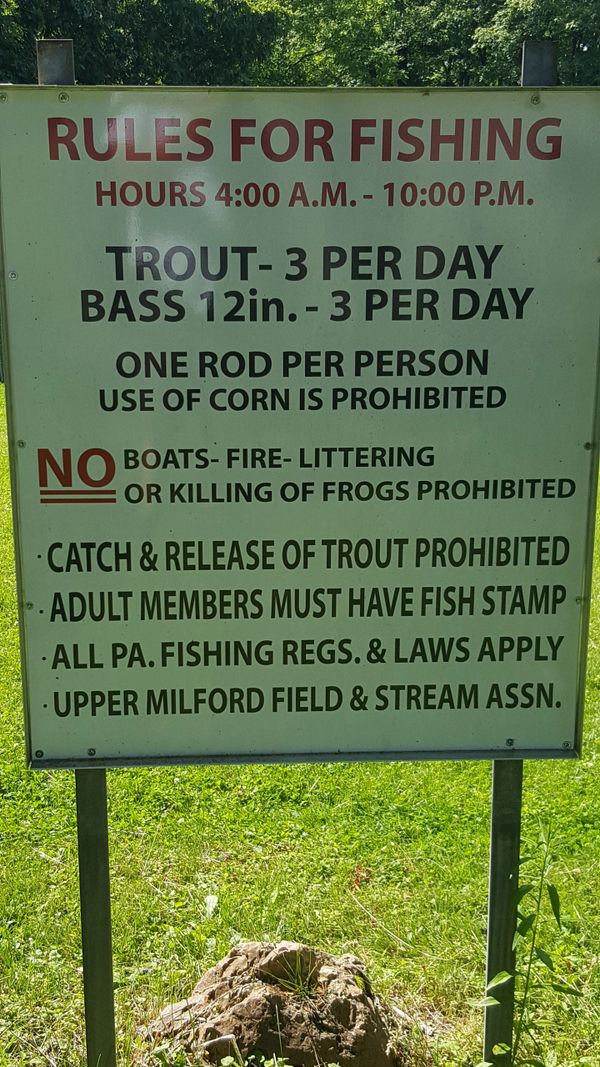 RULES FOR FISHING
HOURS 4:00 A.M. - 10:00 P.M.
TROUT- 3 PER DAY
BASS 12in. - 3 PER DAY
ONE ROD PER PERSON
USE OF CORN IS PROHIBITED
NO BOATS- FIRE- LITTERING
OR KILLING OF FROGS PROHIBITED
· CATCH & RELEASE OF TROUT PROHIBITED
· ADULT MEMBERS MUST HAVE FISH STAMP
· ALL PA. FISHING REGS. & LAWS APPLY
· UPPER MILFORD FIELD & STREAM ASSN.